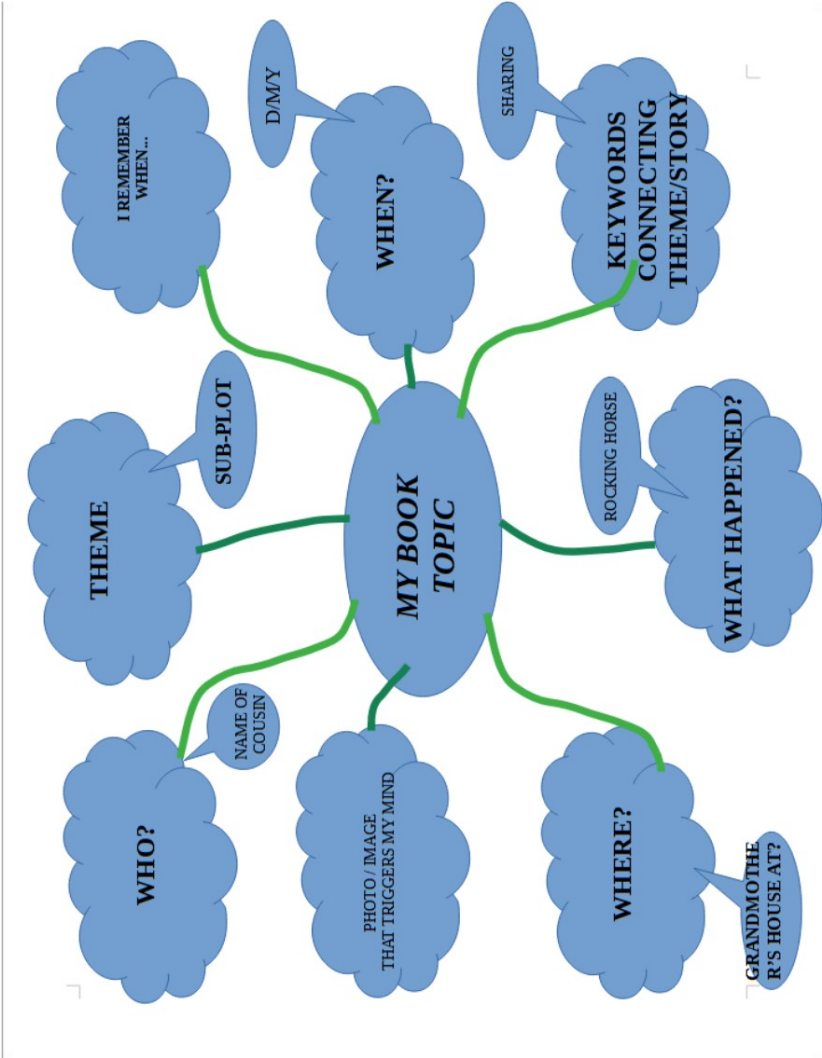 WHO?
NAME OF
COUSIN
THEME
SUB-PLOT
I REMEMBER
WHEN...
PHOTO / IMAGE
THAT TRIGGERS MY MIND
MY BOOK
TOPIC
WHEN?
D/M/Y
WHERE?
GRANDMOTHE
R'S HOUSE AT?
WHAT HAPPENED?
ROCKING HORSE
KEYWORDS
CONNECTING
THEME/STORY
SHARING